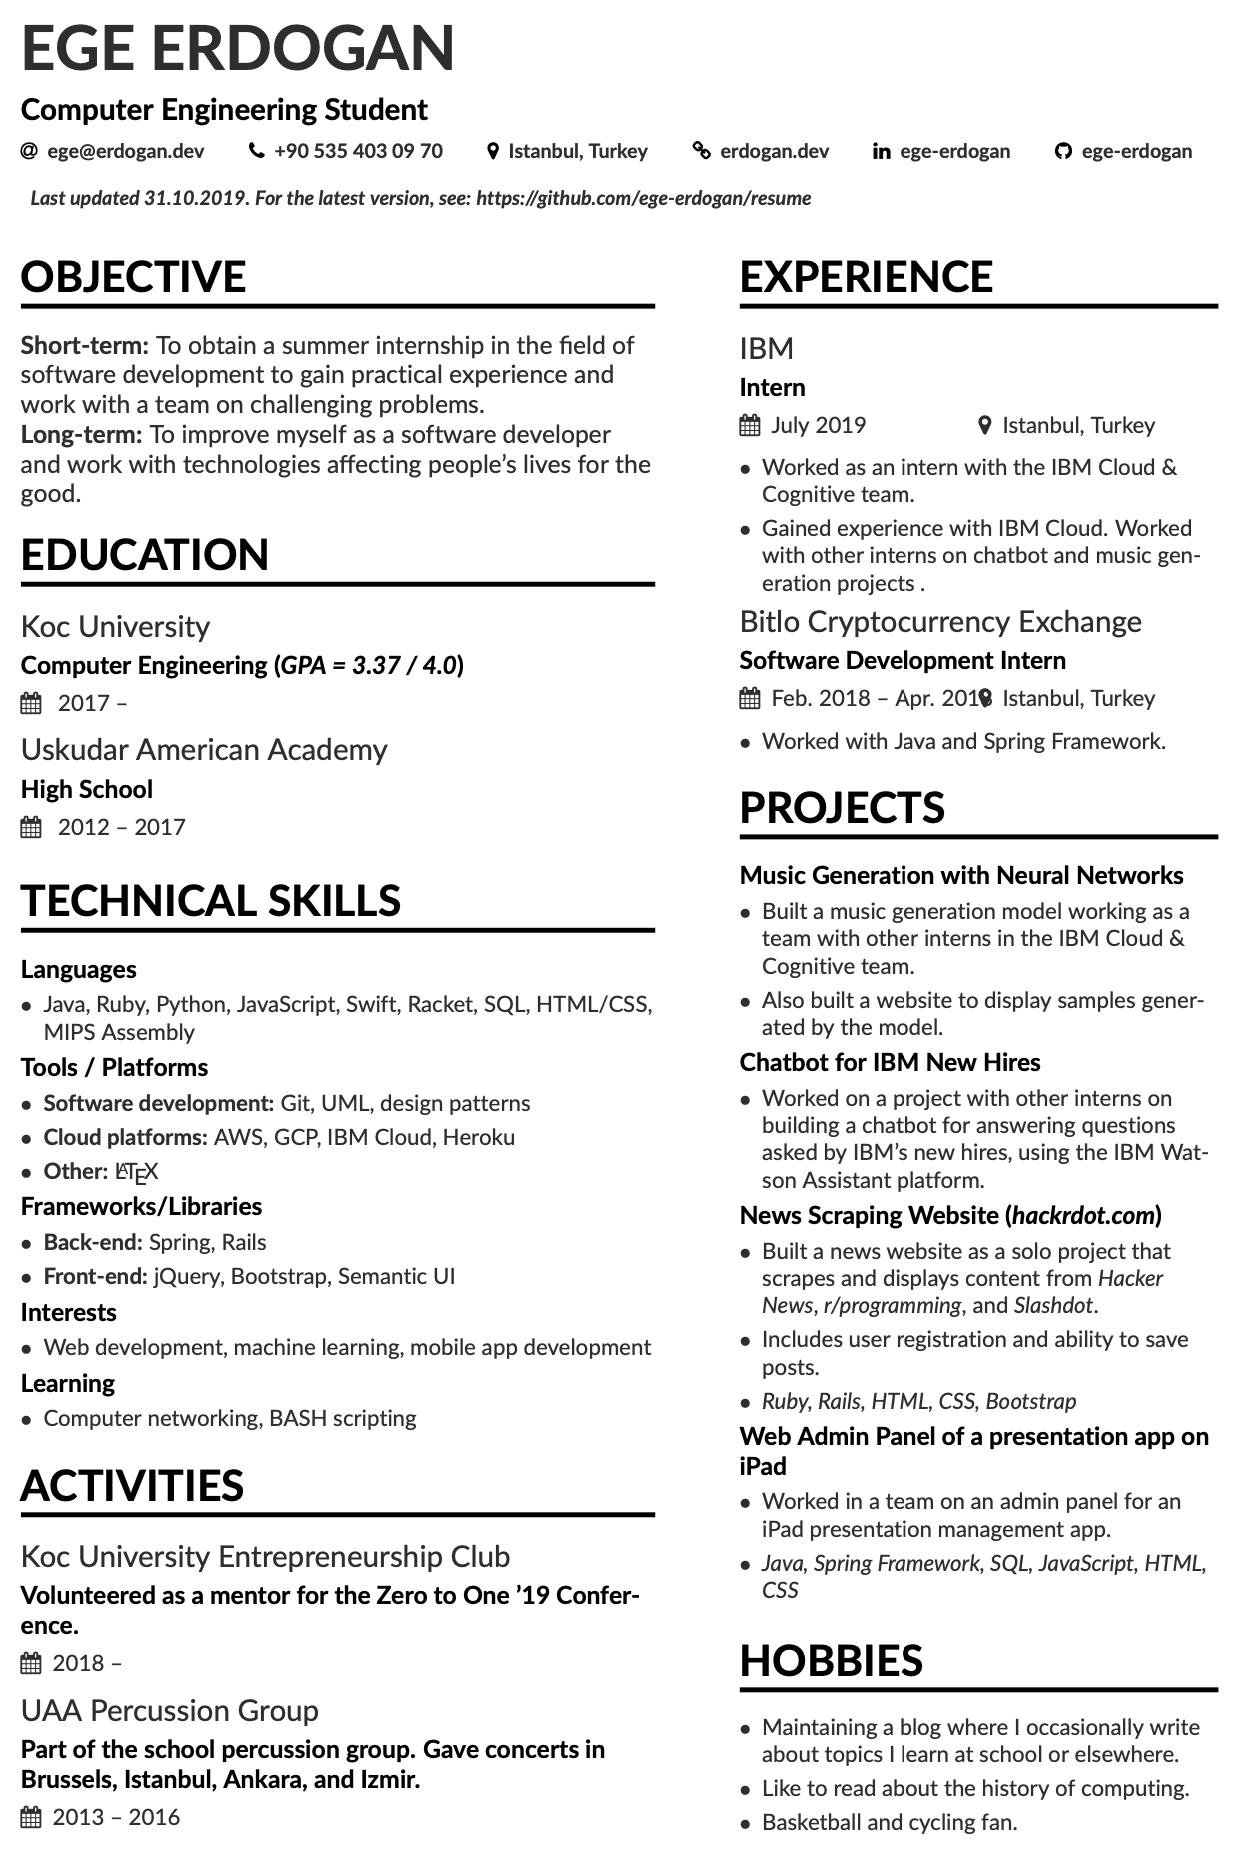 EGE ERDOGAN
Computer Engineering Student
ege@erdogan.dev +90 535 403 09 70 Istanbul, Turkey erdogan.dev ege-erdogan ege-erdogan
Last updated 31.10.2019. For the latest version, see: https://github.com/ege-erdogan/resume
OBJECTIVE
Short-term: To obtain a summer internship in the field of
software development to gain practical experience and
work with a team on challenging problems.
Long-term: To improve myself as a software developer
and work with technologies affecting people's lives for the
good.
EDUCATION
Koc University
Computer Engineering (GPA = 3.37 / 4.0)
2017 –
Uskudar American Academy
High School
2012 – 2017
TECHNICAL SKILLS
Languages
• Java, Ruby, Python, JavaScript, Swift, Racket, SQL, HTML/CSS,
MIPS Assembly
Tools / Platforms
• Software development: Git, UML, design patterns
• Cloud platforms: AWS, GCP, IBM Cloud, Heroku
• Other: LATEX
Frameworks/Libraries
• Back-end: Spring, Rails
• Front-end: jQuery, Bootstrap, Semantic UI
Interests
• Web development, machine learning, mobile app development
Learning
• Computer networking, BASH scripting
ACTIVITIES
Koc University Entrepreneurship Club
Volunteered as a mentor for the Zero to One ’19 Confer-
ence.
2018 –
UAA Percussion Group
Part of the school percussion group. Gave concerts in
Brussels, Istanbul, Ankara, and Izmir.
2013 – 2016
EXPERIENCE
IBM
Intern
July 2019 Istanbul, Turkey
• Worked as an intern with the IBM Cloud &
Cognitive team.
• Gained experience with IBM Cloud. Worked
with other interns on chatbot and music gen-
eration projects .
Bitlo Cryptocurrency Exchange
Software Development Intern
Feb. 2018 – Apr. 2018 Istanbul, Turkey
• Worked with Java and Spring Framework.
PROJECTS
Music Generation with Neural Networks
• Built a music generation model working as a
team with other interns in the IBM Cloud &
Cognitive team.
• Also built a website to display samples gener-
ated by the model.
Chatbot for IBM New Hires
• Worked on a project with other interns on
building a chatbot for answering questions
asked by IBM's new hires, using the IBM Wat-
son Assistant platform.
News Scraping Website (hackrdot.com)
• Built a news website as a solo project that
scrapes and displays content from Hacker
News, r/programming, and Slashdot.
• Includes user registration and ability to save
posts.
• Ruby, Rails, HTML, CSS, Bootstrap
Web Admin Panel of a presentation app on
iPad
• Worked in a team on an admin panel for an
iPad presentation management app.
• Java, Spring Framework, SQL, JavaScript, HTML,
CSS
HOBBIES
• Maintaining a blog where I occasionally write
about topics I learn at school or elsewhere.
• Like to read about the history of computing.
• Basketball and cycling fan.